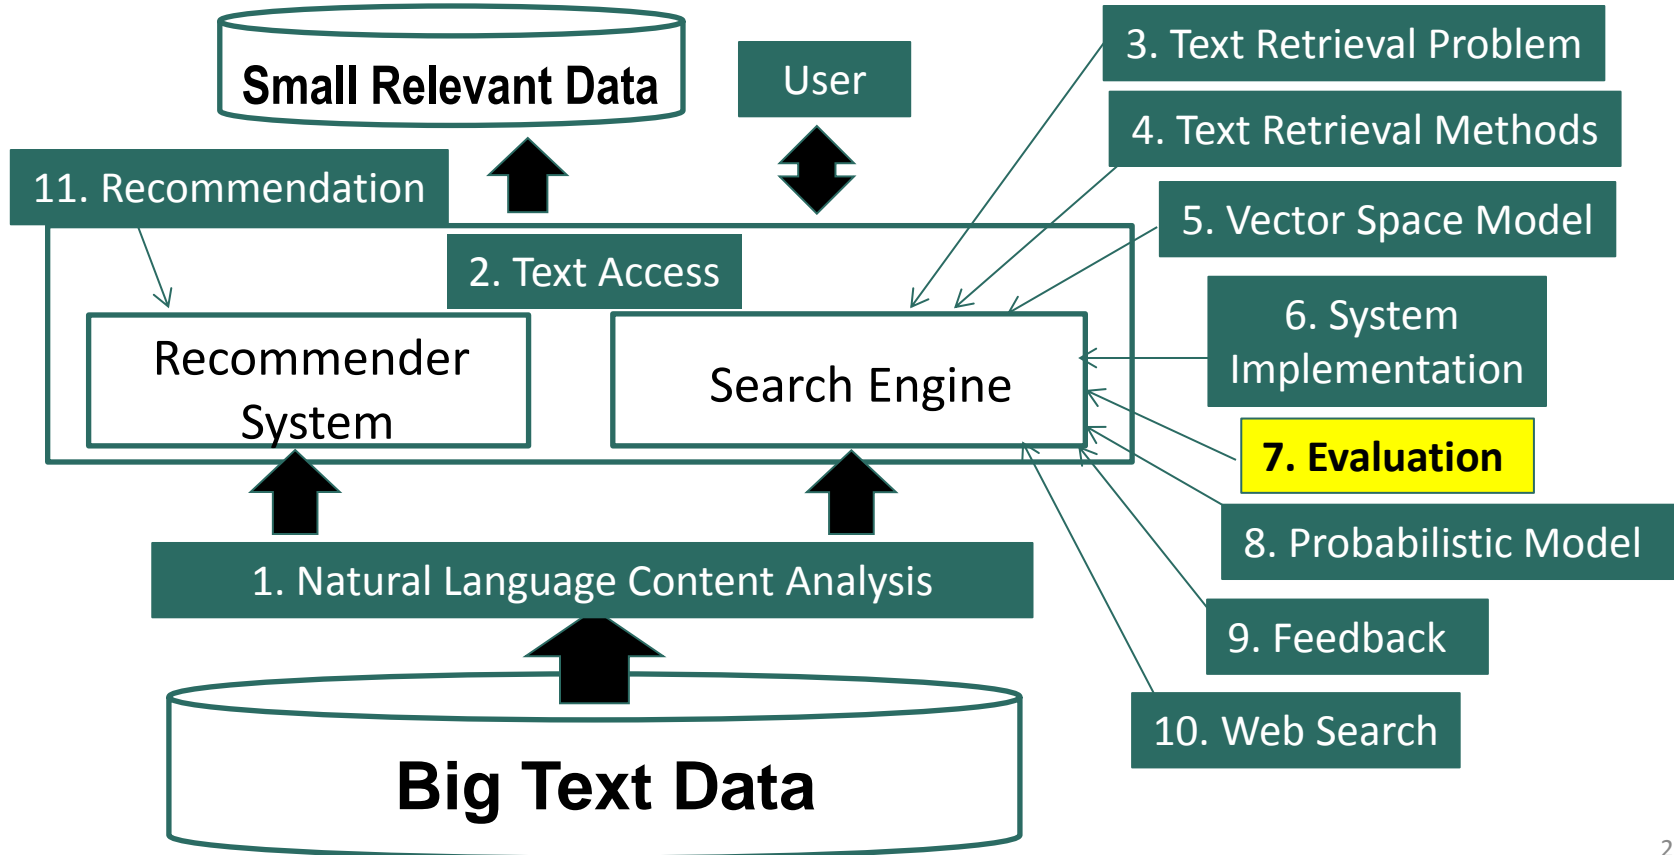 Small Relevant Data
User
3. Text Retrieval Problem
4. Text Retrieval Methods
11. Recommendation
5. Vector Space Model
2. Text Access
6. System
Implementation
Recommender
System
Search Engine
7. Evaluation
8. Probabilistic Model
1. Natural Language Content Analysis
9. Feedback
10. Web Search
Big Text Data
2